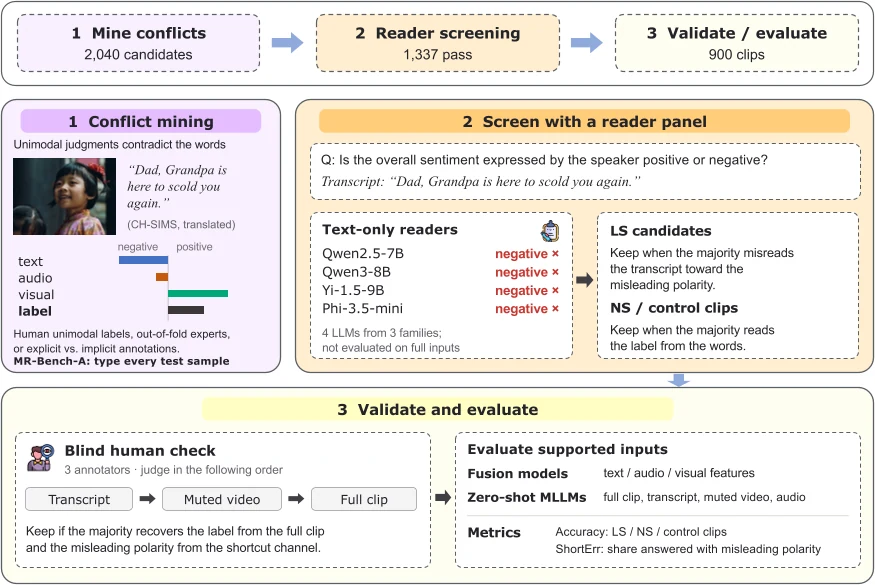 1 Mine conflicts
2,040 candidates
2 Reader screening
1,337 pass
3 Validate / evaluate
900 clips
1 Conflict mining
Unimodal judgments contradict the words
“Dad, Grandpa is
here to scold you
again.”
(CH-SIMS, translated)
negative positive
text
audio
visual
label
Human unimodal labels, out-of-fold experts,
or explicit vs. implicit annotations.
MR-Bench-A: type every test sample
2 Screen with a reader panel
Q: Is the overall sentiment expressed by the speaker positive or negative?
Transcript: “Dad, Grandpa is here to scold you again.”
Text-only readers
Qwen2.5-7B negative ×
Qwen3-8B negative ×
Yi-1.5-9B negative ×
Phi-3.5-mini negative ×
4 LLMs from 3 families;
not evaluated on full inputs
LS candidates
Keep when the majority misreads
the transcript toward the
misleading polarity.
NS / control clips
Keep when the majority reads
the label from the words.
3 Validate and evaluate
Blind human check
3 annotators · judge in the following order
Transcript
Muted video
Full clip
Keep if the majority recovers the label from the full clip
and the misleading polarity from the shortcut channel.
Evaluate supported inputs
Fusion models text / audio / visual features
Zero-shot MLLMs full clip, transcript, muted video, audio
Metrics Accuracy: LS / NS / control clips
ShortErr: share answered with misleading polarity